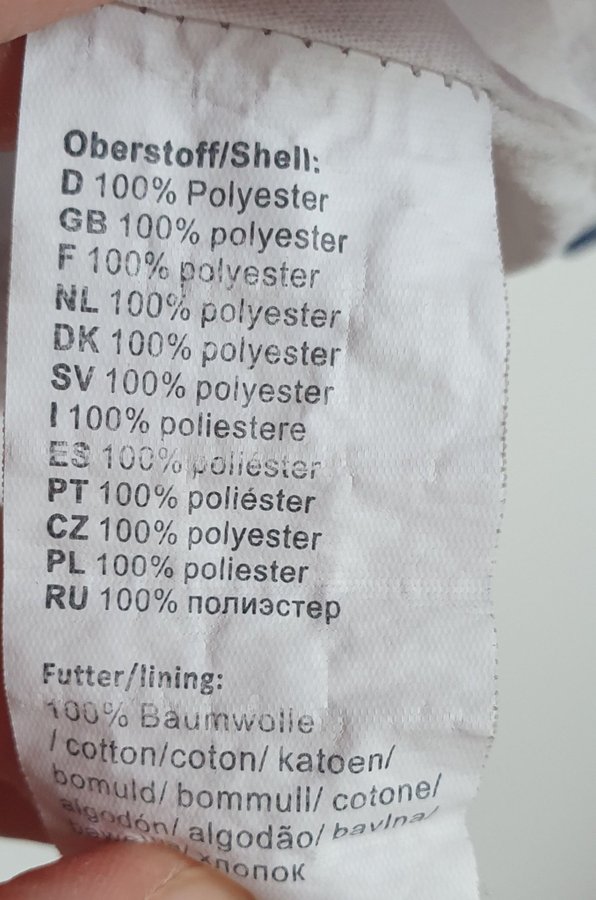 Oberstoff/Shell:
D 100% Polyester
GB 100% polyester
F 100% polyester
NL 100% polyester
DK 100% polyester
SV 100% polyester
I 100% poliestere
ES 100% poliéster
PT 100% poliéster
CZ 100% polyester
PL 100% poliester
RU 100% полиэстер
Futter/lining:
100% Baumwolle
/ cotton/coton/ katoen/
bomuld/ bommull/ cotone/
algodón/ algodão/ bavlna/
хлопок